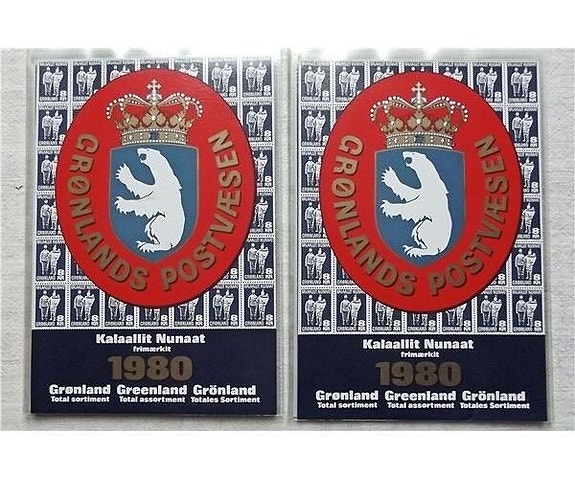 GRØNLANDS POSTVÆSEN
Kalaallit Nunaat
frimærkit
1980
Grønland Greenland Grönland
Total sortiment Total assortment Totales Sortiment
GRØNLANDS POSTVÆSEN
Kalaallit Nunaat
frimærkit
1980
Grønland Greenland Grönland
Total sortiment Total assortment Totales Sortiment